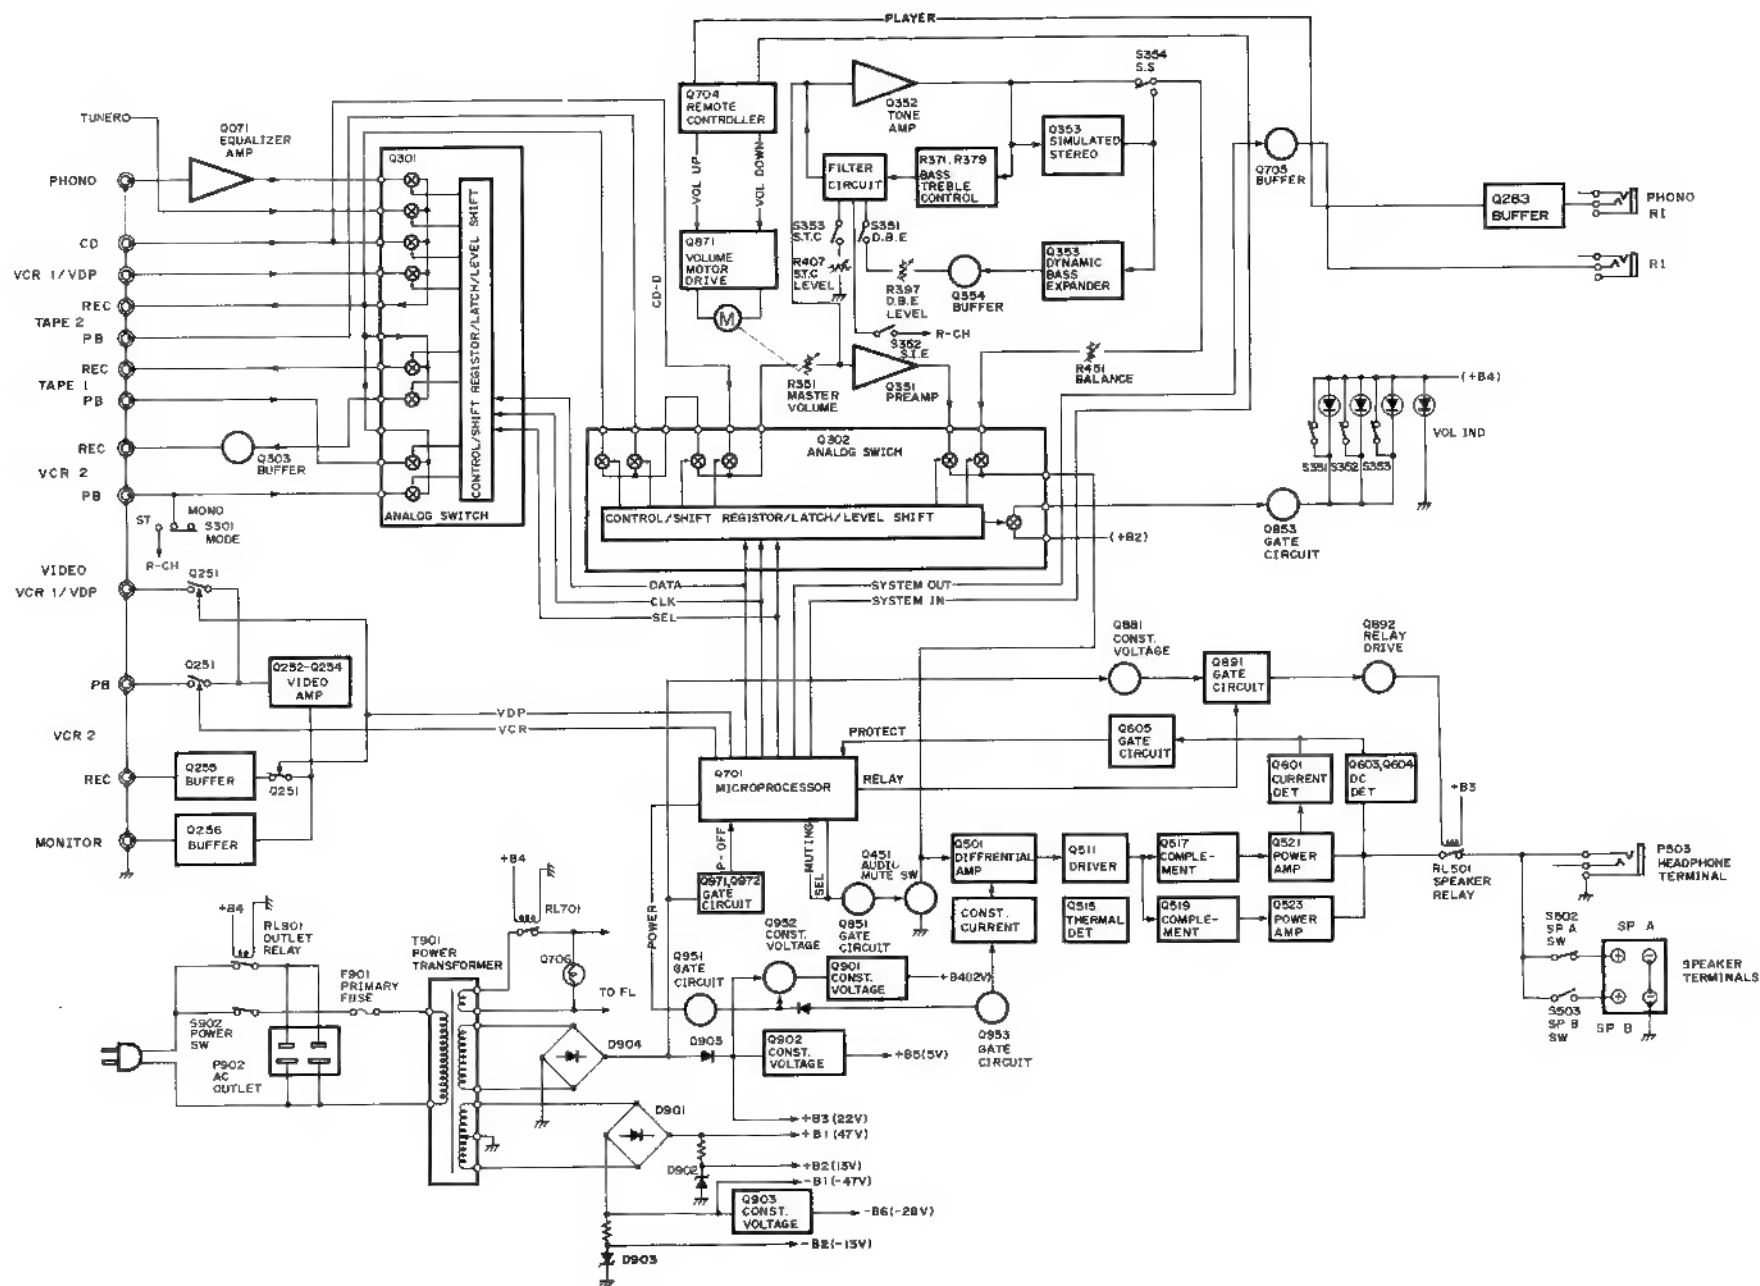 PLAYER
S354
S.S
Q704
REMOTE
CONTROLLER
Q352
TONE
AMP
TUNER
Q071
EQUALIZER
AMP
Q301
PHONO
CD
VCR 1/VDP
REC
TAPE 2
PB
REC
TAPE 1
PB
REC
VCR 2
PB
Q303
BUFFER
CONTROL/SHIFT REGISTOR/LATCH/LEVEL SHIFT
ANALOG SWITCH
ST
MONO
S301
MODE
R-CH
CD-D
VOL UP
VOL DOWN
Q871
VOLUME
MOTOR
DRIVE
M
FILTER
CIRCUIT
R371, R379
BASS
TREBLE
CONTROL
Q353
SIMULATED
STEREO
S353
S.T.C
S351
D.B.E
R407
S.T.C
LEVEL
R397
D.B.E
LEVEL
Q354
BUFFER
Q353
DYNAMIC
BASS
EXPANDER
S352
S.I.E
R-CH
R351
MASTER
VOLUME
Q351
PREAMP
R451
BALANCE
Q705
BUFFER
Q283
BUFFER
PHONO
RI
RI
(+B4)
VOL IND
S351
S352
S353
Q302
ANALOG SWICH
CONTROL/SHIFT REGISTOR/LATCH/LEVEL SHIFT
(+B2)
Q853
GATE
CIRCUIT
DATA
CLK
SEL
SYSTEM OUT
SYSTEM IN
VIDEO
VCR 1/VDP
Q251
PB
Q251
Q252-Q254
VIDEO
AMP
VCR 2
REC
Q255
BUFFER
Q251
MONITOR
Q256
BUFFER
VDP
VCR
Q701
MICROPROCESSOR
PROTECT
RELAY
Q881
CONST.
VOLTAGE
Q891
GATE
CIRCUIT
Q892
RELAY
DRIVE
Q605
GATE
CIRCUIT
Q601
CURRENT
DET
Q603, Q604
DC
DET
+B3
P-OFF
MUTING
SEL
POWER
Q971, Q972
GATE
CIRCUIT
Q451
AUDIO
MUTE SW
Q851
GATE
CIRCUIT
Q501
DIFFRENTIAL
AMP
Q511
DRIVER
Q517
COMPLE-
MENT
Q521
POWER
AMP
CONST.
CURRENT
Q515
THERMAL
DET
Q519
COMPLE-
MENT
Q523
POWER
AMP
RL501
SPEAKER
RELAY
P503
HEADPHONE
TERMINAL
S502
SP A
SW
SP A
SPEAKER
TERMINALS
S503
SP B
SW
SP B
+B4
RL901
OUTLET
RELAY
F901
PRIMARY
FUSE
S902
POWER
SW
P902
AC
OUTLET
T901
POWER
TRANSFORMER
+B4
RL701
Q706
TO FL
Q951
GATE
CIRCUIT
Q952
CONST.
VOLTAGE
Q901
CONST.
VOLTAGE
+B4(12V)
Q953
GATE
CIRCUIT
D904
D905
Q902
CONST.
VOLTAGE
+B5(5V)
+B3(22V)
D901
+B1(47V)
D902
+B2(13V)
-B1(-47V)
Q903
CONST.
VOLTAGE
-B6(-28V)
-B2(-13V)
D903